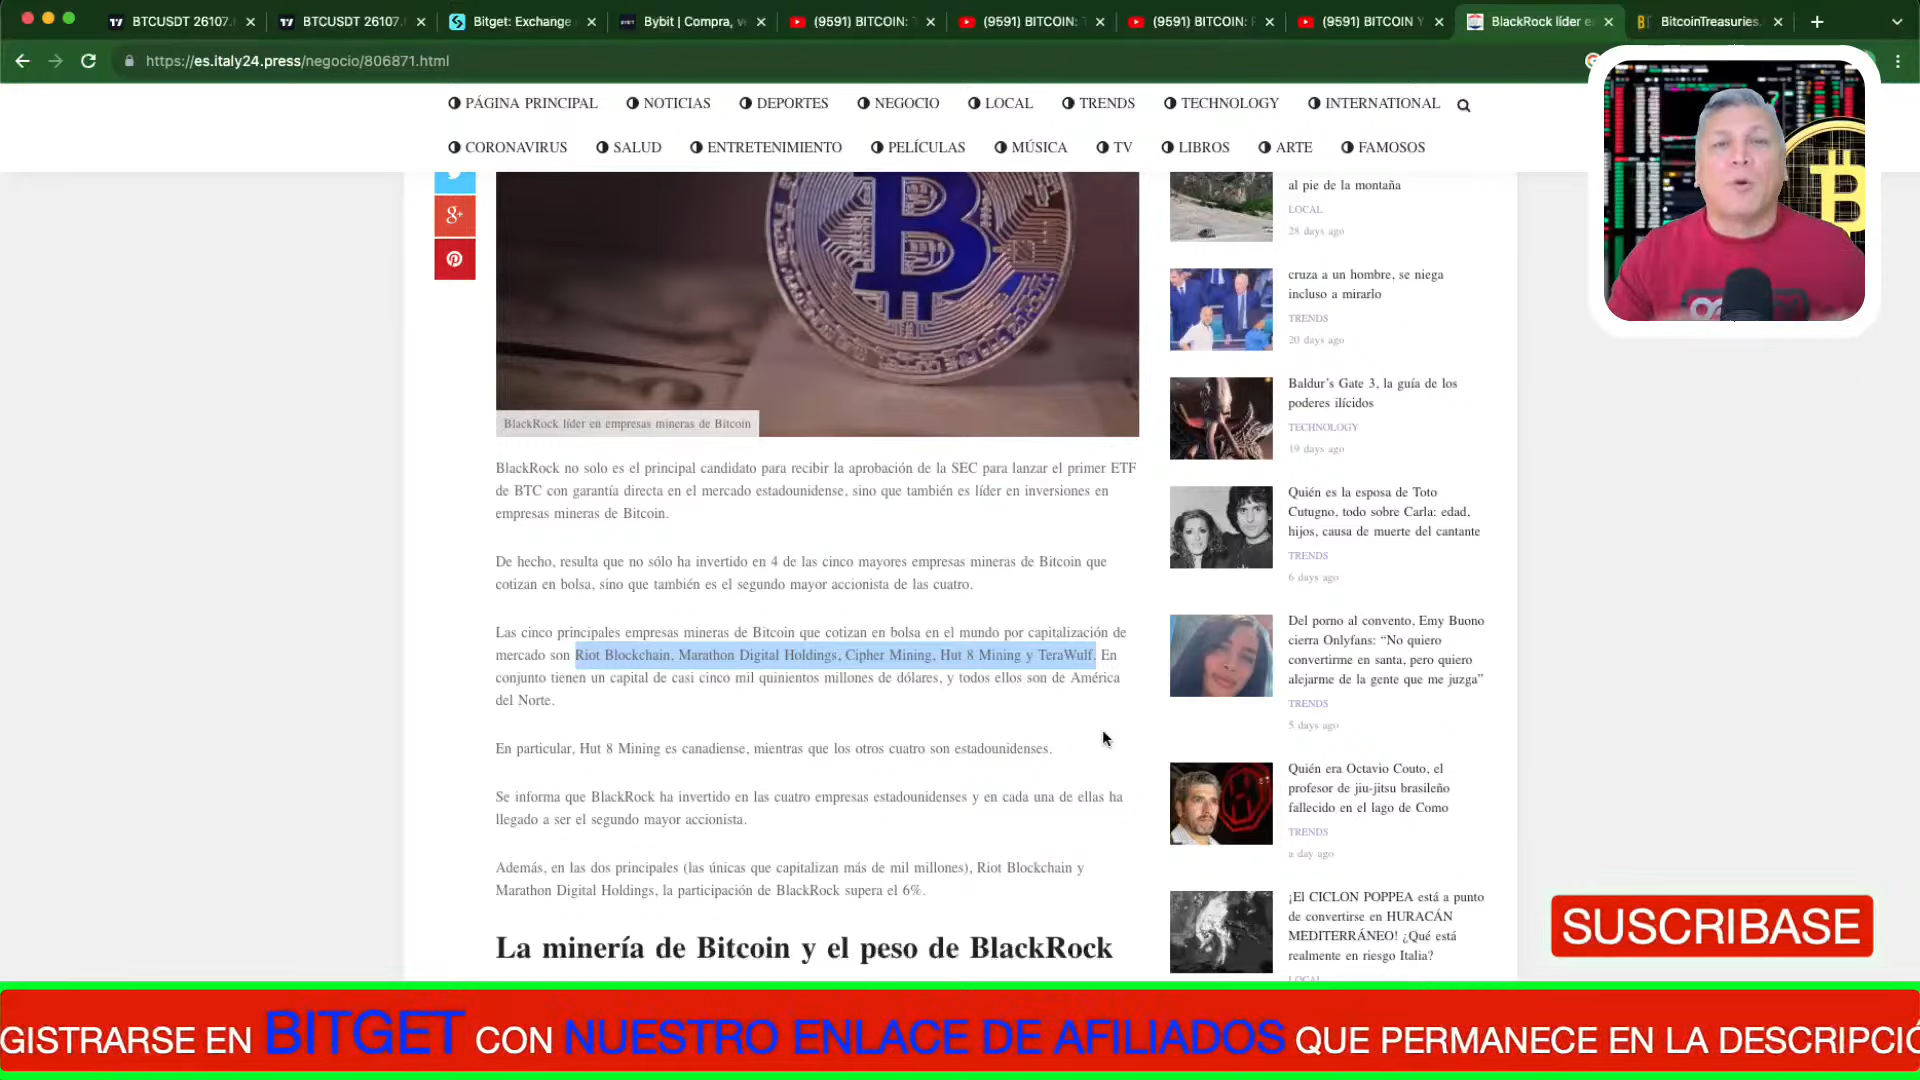 BTCUSDT 26107.
BTCUSDT 26107.
Bitget: Exchange
Bybit | Compra, v
(9591) BITCOIN:
(9591) BITCOIN:
(9591) BITCOIN:
(9591) BITCOIN Y
BlackRock líder e
BitcoinTreasuries.
https://es.italy24.press/negocio/806871.html
PÁGINA PRINCIPAL NOTICIAS DEPORTES NEGOCIO LOCAL TRENDS TECHNOLOGY INTERNATIONAL
CORONAVIRUS SALUD ENTRETENIMIENTO PELÍCULAS MÚSICA TV LIBROS ARTE FAMOSOS
BlackRock líder en empresas mineras de Bitcoin
BlackRock no solo es el principal candidato para recibir la aprobación de la SEC para lanzar el primer ETF
de BTC con garantía directa en el mercado estadounidense, sino que también es líder en inversiones en
empresas mineras de Bitcoin.
De hecho, resulta que no sólo ha invertido en 4 de las cinco mayores empresas mineras de Bitcoin que
cotizan en bolsa, sino que también es el segundo mayor accionista de las cuatro.
Las cinco principales empresas mineras de Bitcoin que cotizan en bolsa en el mundo por capitalización de
mercado son Riot Blockchain, Marathon Digital Holdings, Cipher Mining, Hut 8 Mining y TeraWulf. En
conjunto tienen un capital de casi cinco mil quinientos millones de dólares, y todos ellos son de América
del Norte.
En particular, Hut 8 Mining es canadiense, mientras que los otros cuatro son estadounidenses.
Se informa que BlackRock ha invertido en las cuatro empresas estadounidenses y en cada una de ellas ha
llegado a ser el segundo mayor accionista.
Además, en las dos principales (las únicas que capitalizan más de mil millones), Riot Blockchain y
Marathon Digital Holdings, la participación de BlackRock supera el 6%.
La minería de Bitcoin y el peso de BlackRock
al pie de la montaña
LOCAL
28 days ago
cruza a un hombre, se niega
incluso a mirarlo
TRENDS
20 days ago
Baldur's Gate 3, la guía de los
poderes ilícidos
TECHNOLOGY
19 days ago
Quién es la esposa de Toto
Cutugno, todo sobre Carla: edad,
hijos, causa de muerte del cantante
TRENDS
6 days ago
Del porno al convento, Emy Buono
cierra Onlyfans: “No quiero
convertirme en santa, pero quiero
alejarme de la gente que me juzga”
TRENDS
5 days ago
Quién era Octavio Couto, el
profesor de jiu-jitsu brasileño
fallecido en el lago de Como
TRENDS
a day ago
¡El CICLON POPPEA está a punto
de convertirse en HURACÁN
MEDITERRÁNEO! ¿Qué está
realmente en riesgo Italia?
LOCAL
SUSCRIBASE
GISTRARSE EN BITGET CON NUESTRO ENLACE DE AFILIADOS QUE PERMANECE EN LA DESCRIPCIÓ